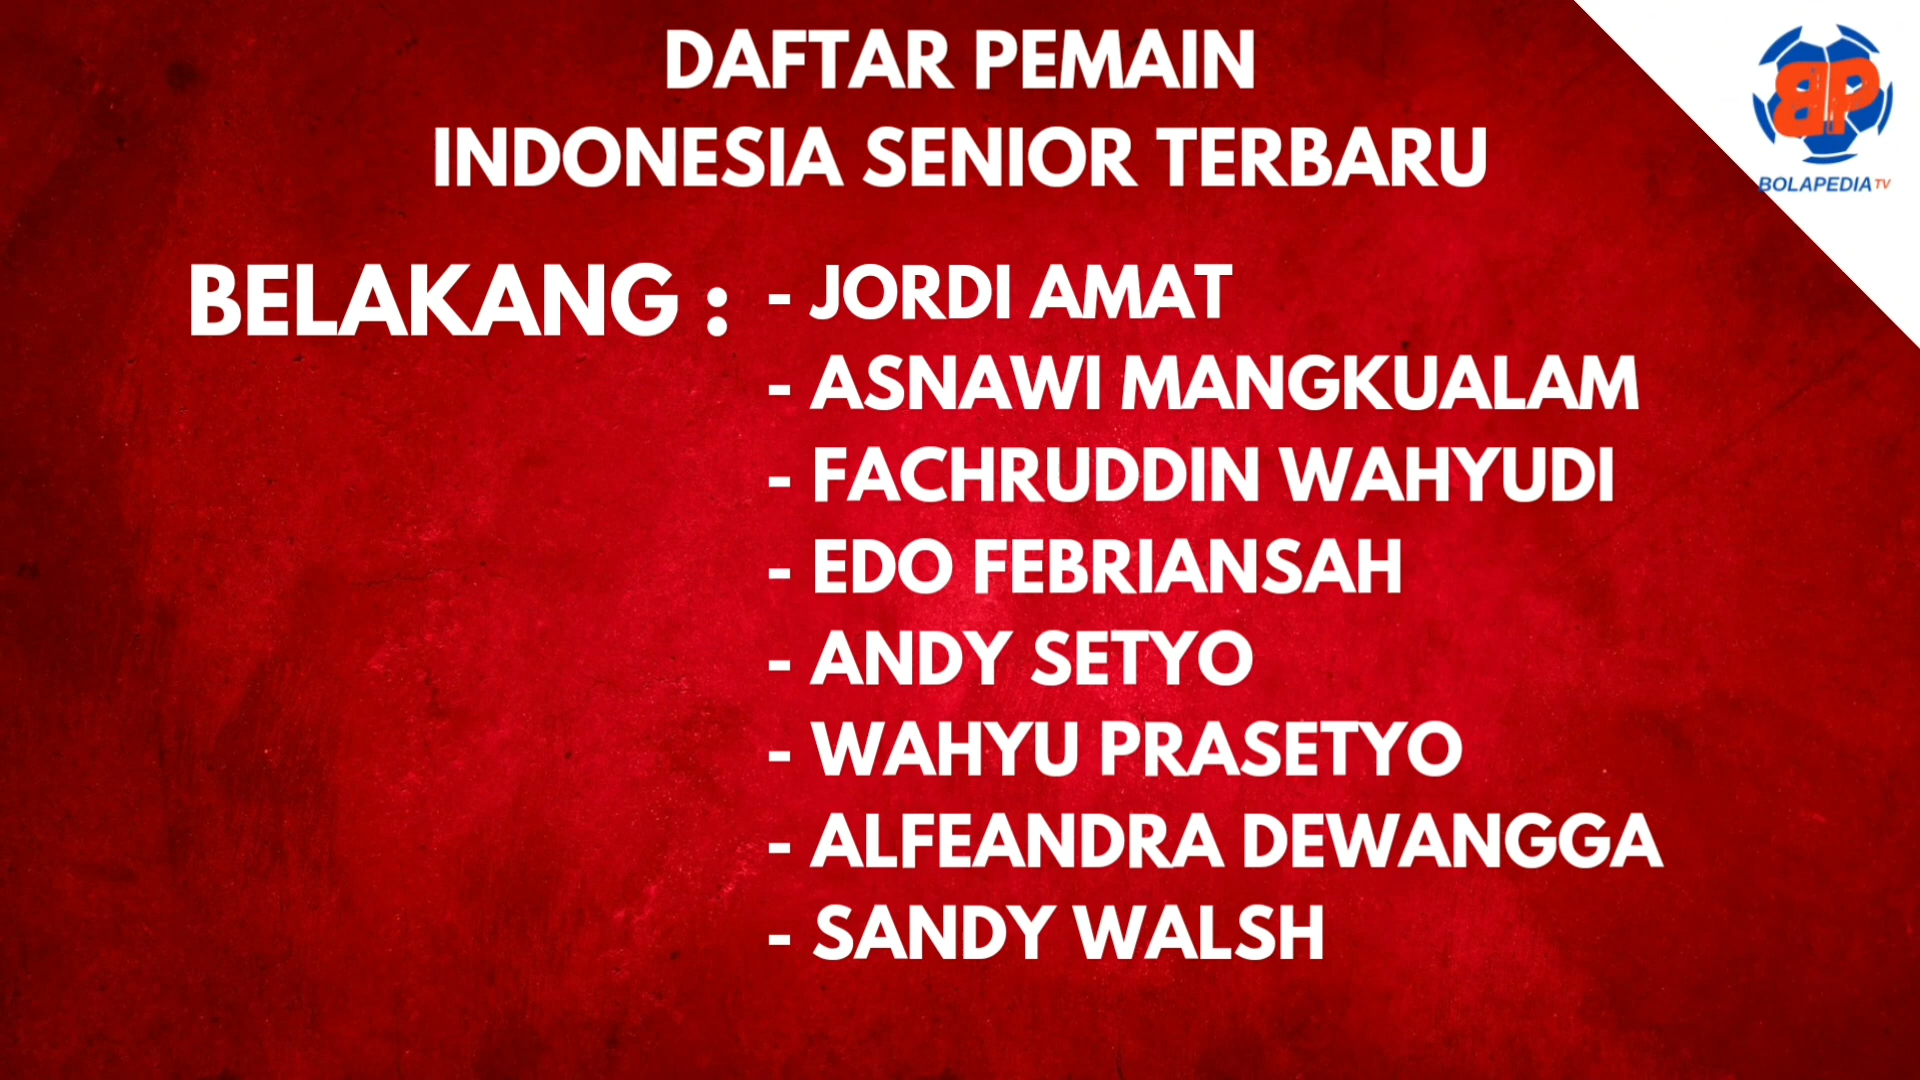 DAFTAR PEMAIN
INDONESIA SENIOR TERBARU
BP
BOLAPEDIA TV
BELAKANG : - JORDI AMAT
- ASNAWI MANGKUALAM
- FACHRUDDIN WAHYUDI
- EDO FEBRIANSAH
- ANDY SETYO
- WAHYU PRASETYO
- ALFEANDRA DEWANGGA
- SANDY WALSH